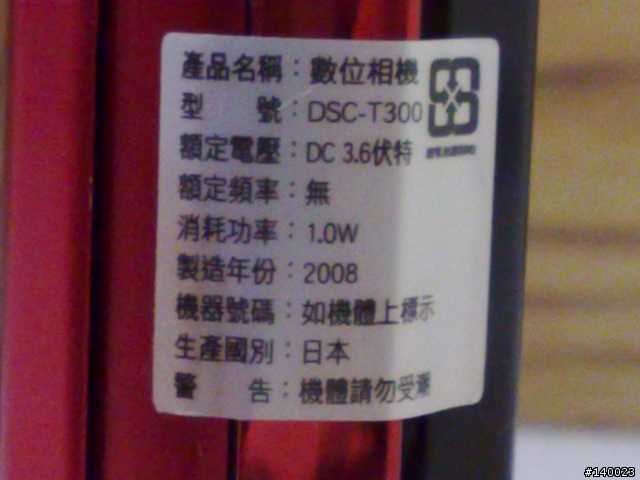 產品名稱：數位相機
型　　號：DSC-T300
額定電壓：DC 3.6伏特
額定頻率：無
消耗功率：1.0W
製造年份：2008
機器號碼：如機體上標示
生產國別：日本
警　　告：機體請勿受潮
#140023